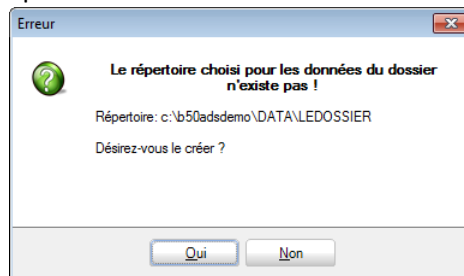 Erreur
Le répertoire choisi pour les données du dossier
n'existe pas !
Répertoire: c:\b50adsdemo\DATA\LEDOSSIER
Désirez-vous le créer ?
Oui
Non